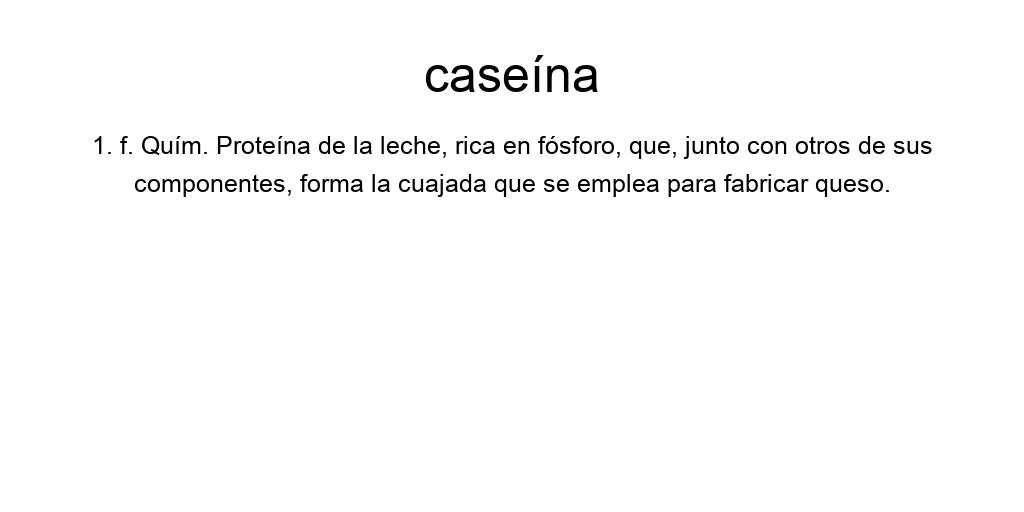 caseína
1. f. Quím. Proteína de la leche, rica en fósforo, que, junto con otros de sus
componentes, forma la cuajada que se emplea para fabricar queso.